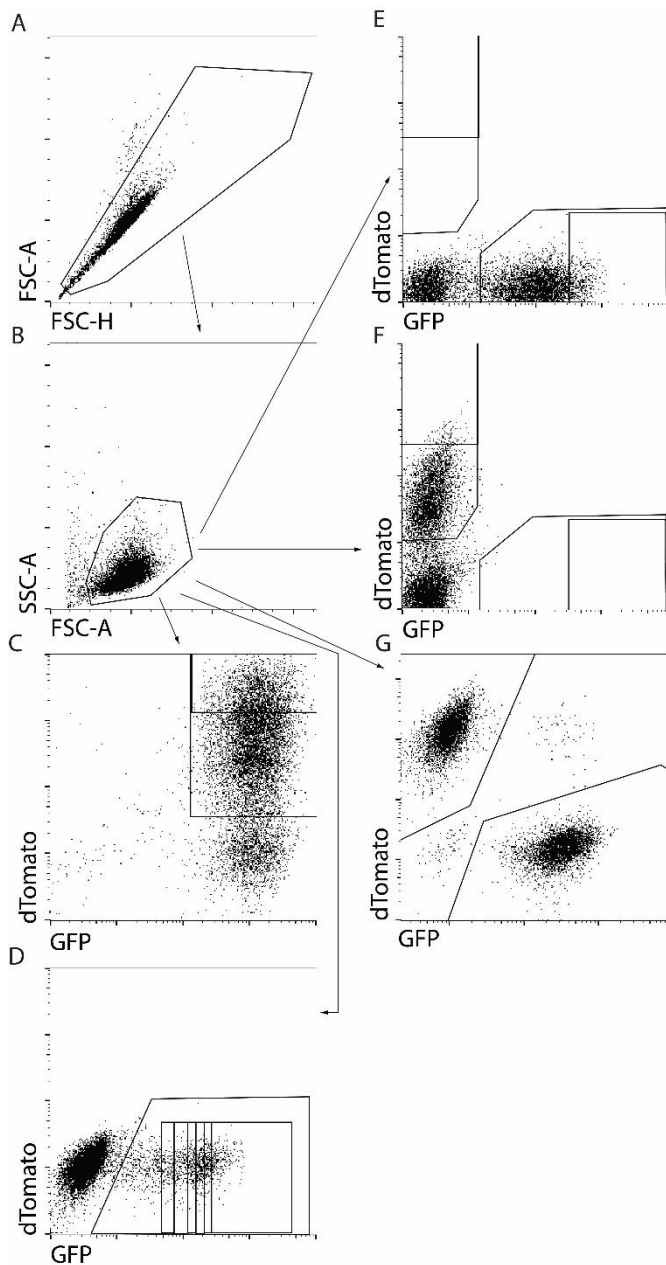 A
FSC-A
FSC-H
B
SSC-A
FSC-A
C
dTomato
GFP
D
dTomato
GFP
E
dTomato
GFP
F
dTomato
GFP
G
dTomato
GFP